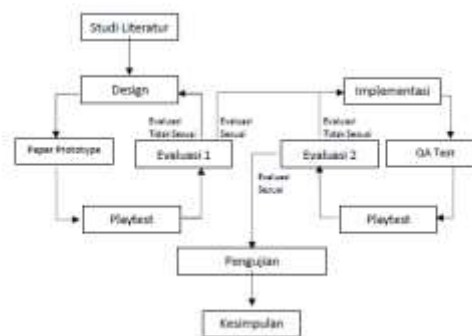 Studi Literatur
Design
Implementasi
Evaluasi
Tidak Sesuai
Evaluasi
Sesuai
Evaluasi
Tidak Sesuai
Paper Prototype
Evaluasi 1
Evaluasi 2
QA Test
Evaluasi
Sesuai
Playtest
Playtest
Pengujian
Kesimpulan